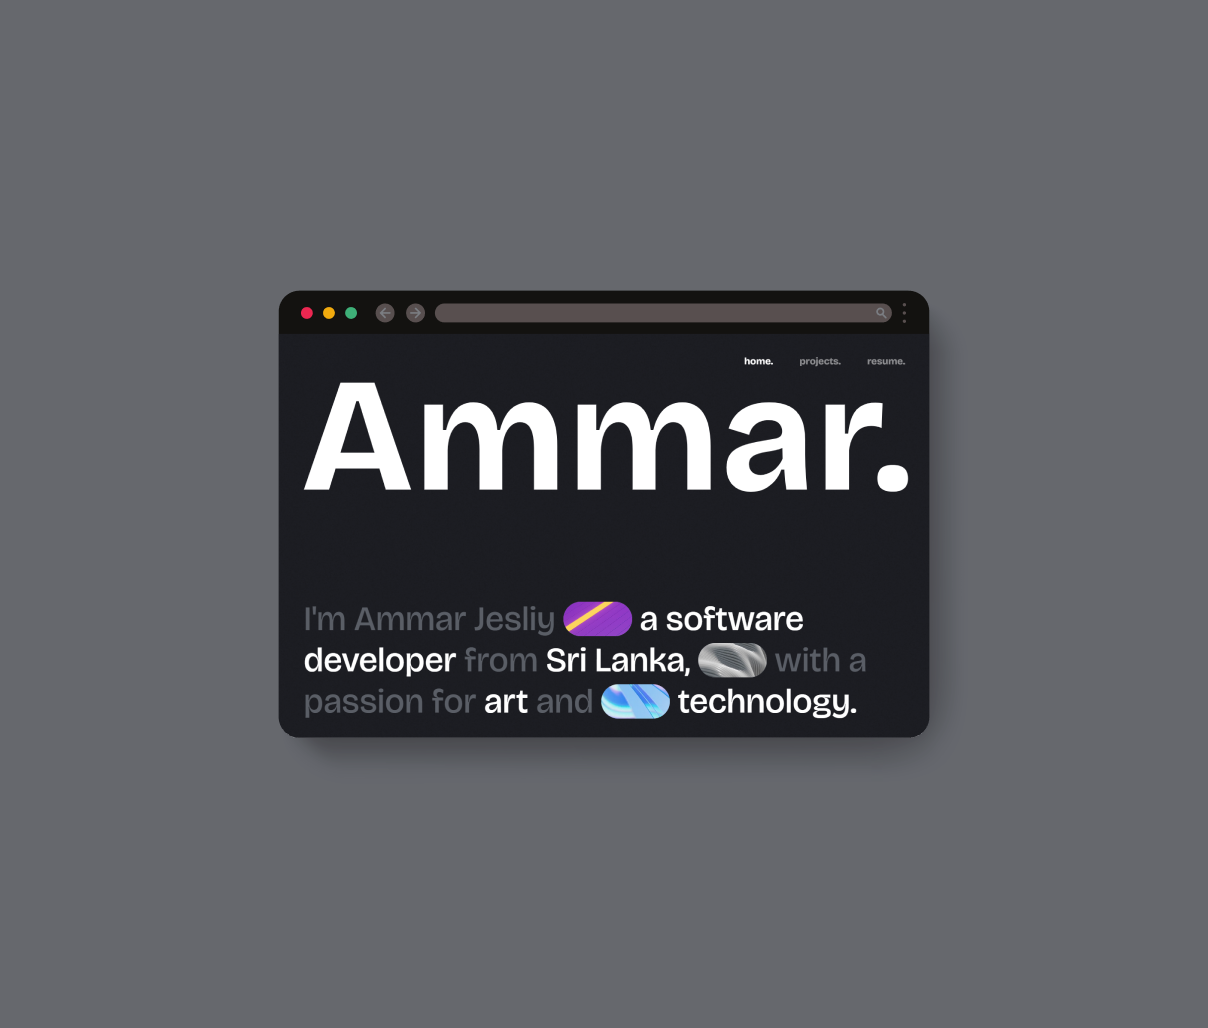 home. projects. resume.
Ammar.
I'm Ammar Jesliy a software
developer from Sri Lanka, with a
passion for art and technology.